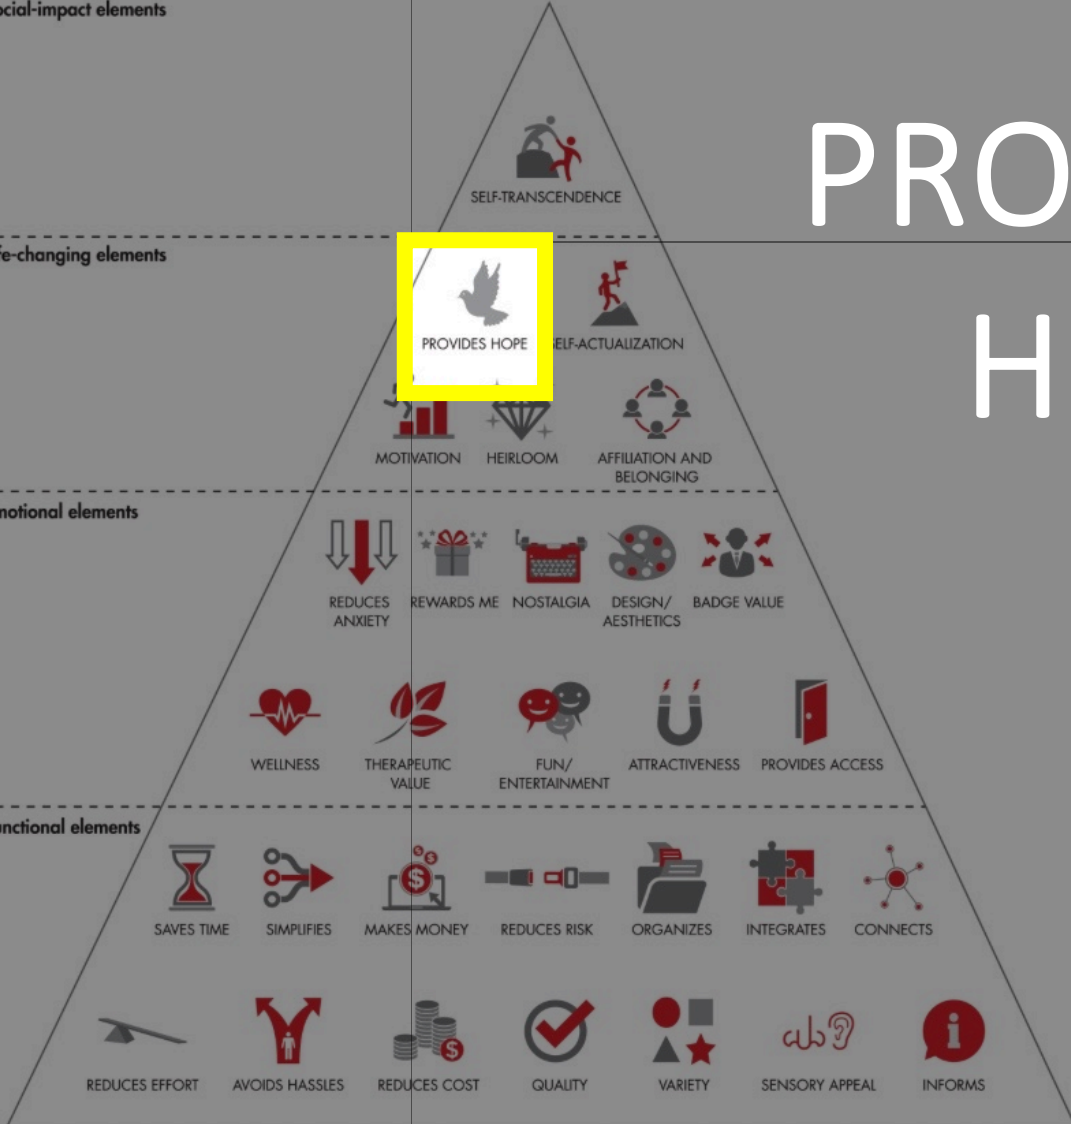 ocial-impact elements
PRO
SELF-TRANSCENDENCE
fe-changing elements
H
PROVIDES HOPE
ELF-ACTUALIZATION
MOTIVATION
HEIRLOOM
AFFILIATION AND
BELONGING
motional elements
REDUCES
ANXIETY
REWARDS ME
NOSTALGIA
DESIGN/
AESTHETICS
BADGE VALUE
WELLNESS
THERAPEUTIC
VALUE
FUN/
ENTERTAINMENT
ATTRACTIVENESS
PROVIDES ACCESS
unctional elements
$ $
$
SAVES TIME
SIMPLIFIES
MAKES MONEY
REDUCES RISK
ORGANIZES
INTEGRATES
CONNECTS
$
i
REDUCES EFFORT
AVOIDS HASSLES
REDUCES COST
QUALITY
VARIETY
SENSORY APPEAL
INFORMS